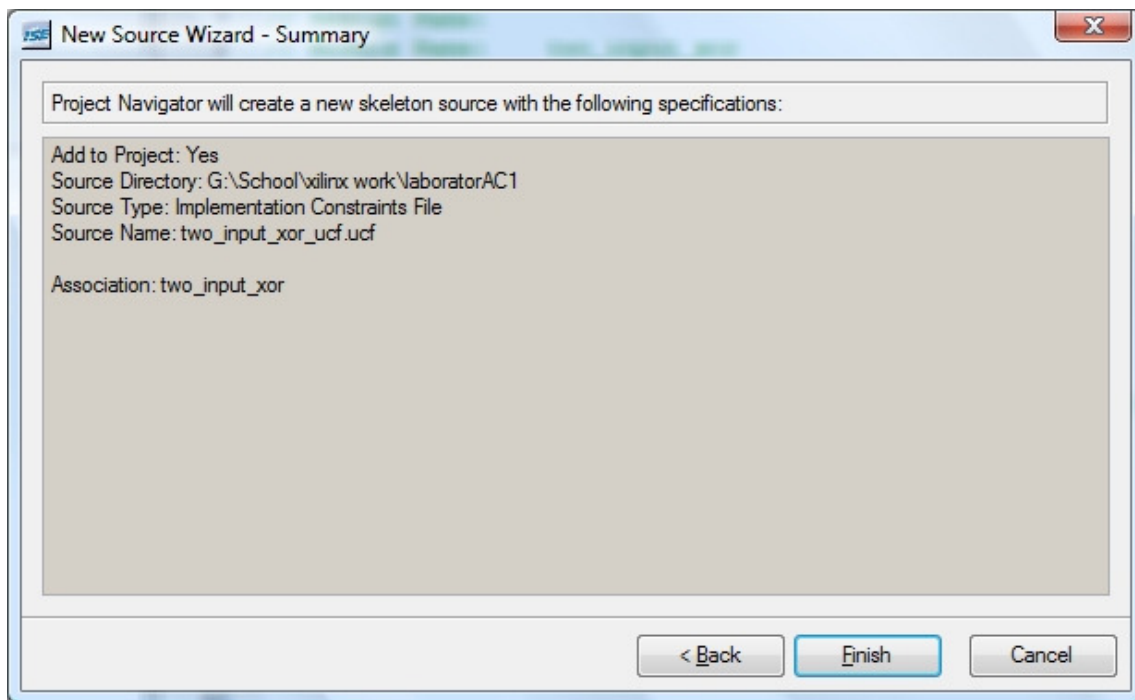 ISE New Source Wizard - Summary
Project Navigator will create a new skeleton source with the following specifications:
Add to Project: Yes
Source Directory: G:\School\xilinx work\laboratorAC1
Source Type: Implementation Constraints File
Source Name: two_input_xor_ucf.ucf
Association: two_input_xor
< Back Finish Cancel